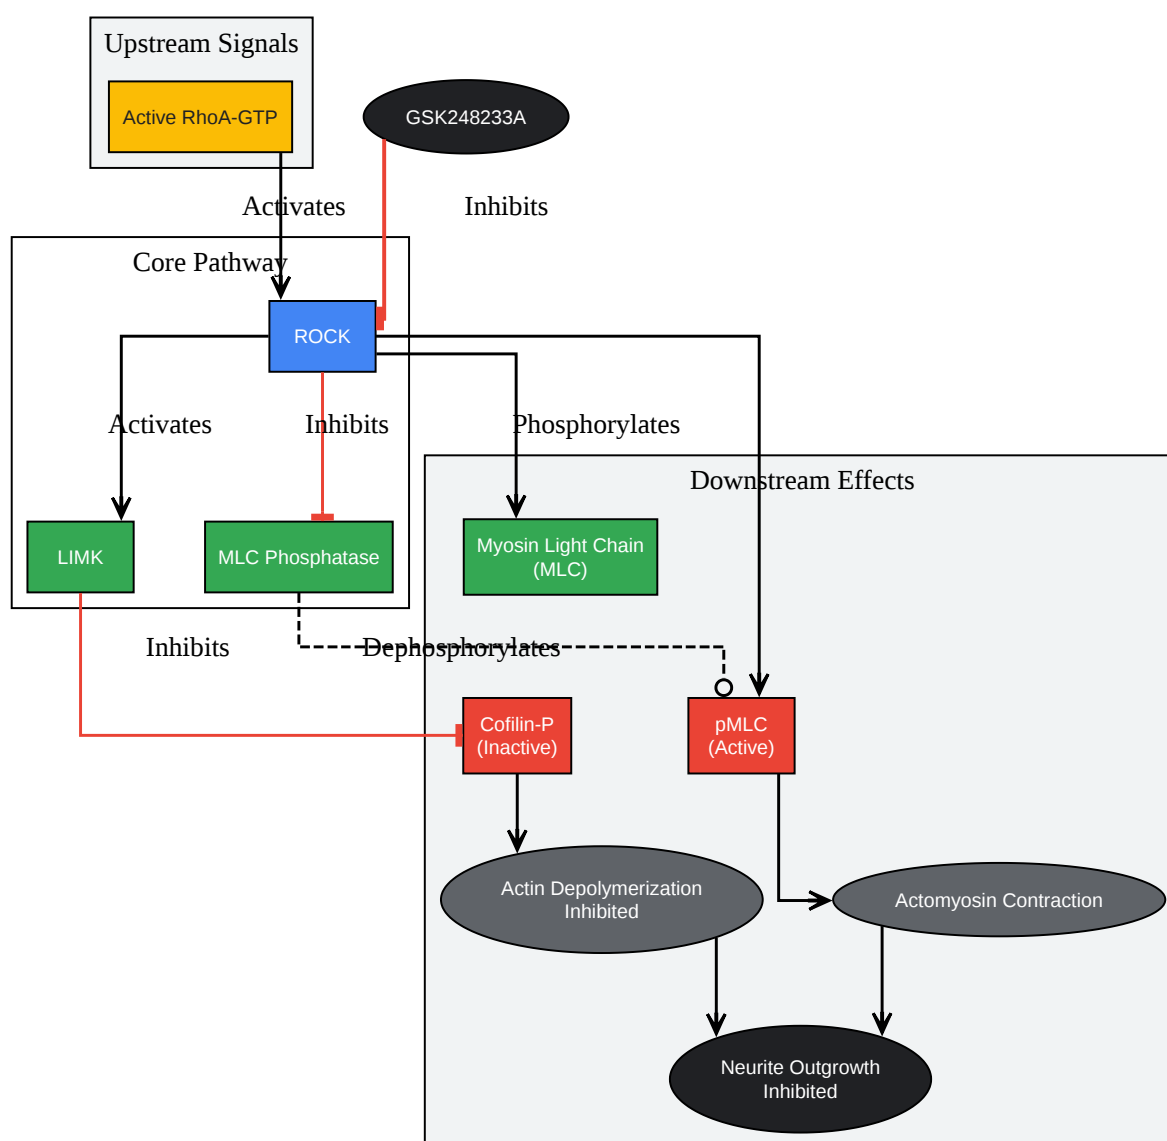 Upstream Signals
Active RhoA-GTP
GSK248233A
Activates
Inhibits
Core Pathway
ROCK
Activates
Inhibits
Phosphorylates
Downstream Effects
LIMK
MLC Phosphatase
Myosin Light Chain
(MLC)
Inhibits
Dephosphorylates
Cofilin-P
(Inactive)
pMLC
(Active)
Actin Depolymerization
Inhibited
Actomyosin Contraction
Neurite Outgrowth
Inhibited